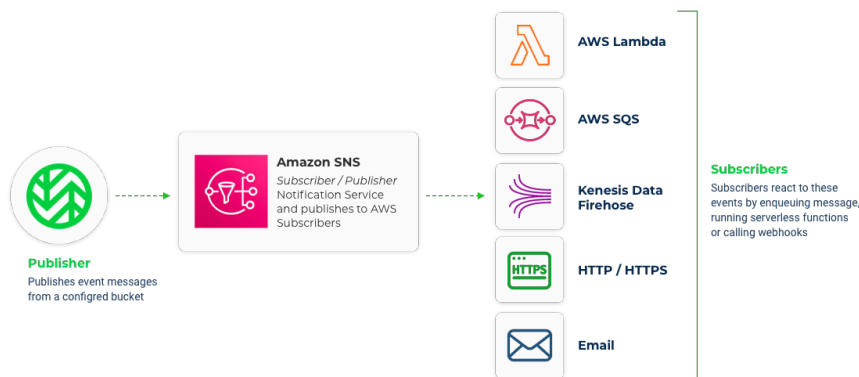 Publisher
Publishes event messages
from a configred bucket
Amazon SNS
Subscriber / Publisher
Notification Service
and publishes to AWS
Subscribers
AWS Lambda
AWS SQS
Kenesis Data
Firehose
HTTPS
HTTP / HTTPS
Email
Subscribers
Subscribers react to these
events by enqueuing message,
running serverless functions
or calling webhooks